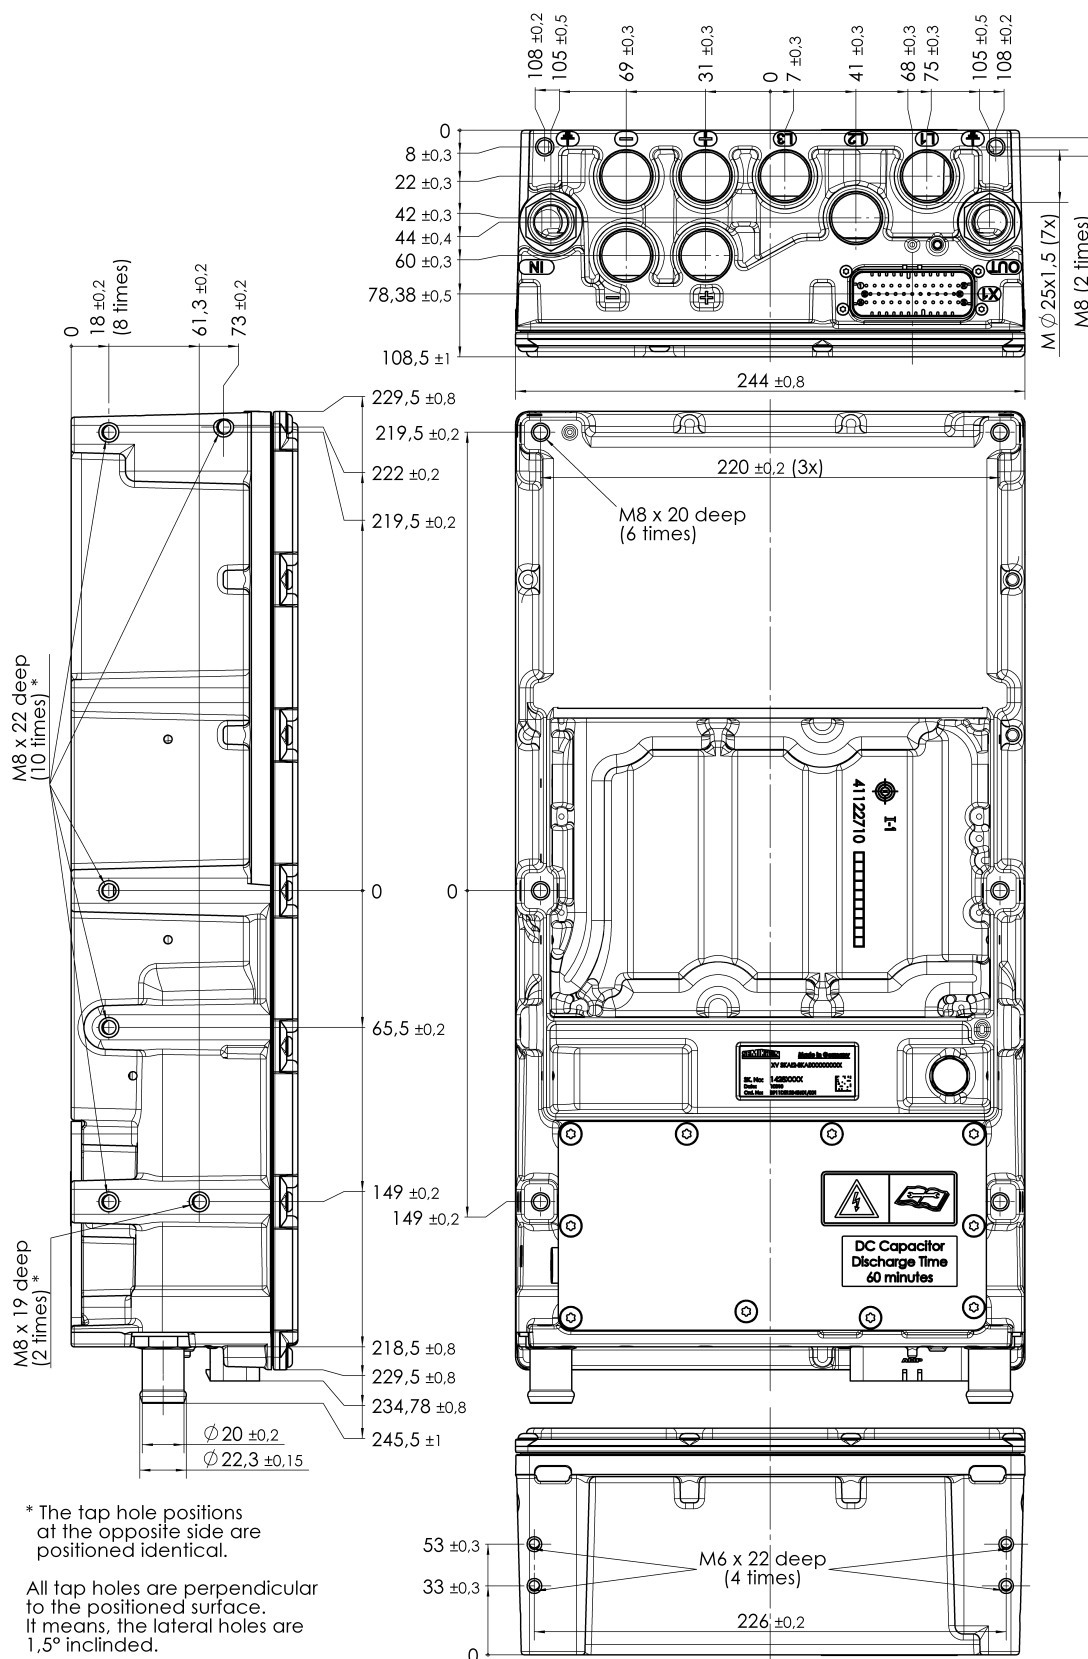 108 ±0,2
105 ±0,5
69 ±0,3
31 ±0,3
0
7 ±0,3
41 ±0,3
68 ±0,3
75 ±0,3
105 ±0,5
108 ±0,2
0
8 ±0,3
22 ±0,3
42 ±0,3
44 ±0,4
60 ±0,3
78,38 ±0,5
108,5 ±1
L3
L2
L1
IN
OUT
X1
M ∅ 25x1,5 (7x)
M8 (2 times)
244 ±0,8
0
18 ±0,2
(8 times)
61,3 ±0,2
73 ±0,2
229,5 ±0,8
219,5 ±0,2
222 ±0,2
219,5 ±0,2
220 ±0,2 (3x)
M8 x 20 deep
(6 times)
M8 x 22 deep
(10 times) *
41122710
I-1
0
0
65,5 ±0,2
Made in Germany
149 ±0,2
149 ±0,2
DC Capacitor
Discharge Time
60 minutes
M8 x 19 deep
(2 times) *
218,5 ±0,8
229,5 ±0,8
234,78 ±0,8
245,5 ±1
∅ 20 ±0,2
∅ 22,3 ±0,15
* The tap hole positions
at the opposite side are
positioned identical.
All tap holes are perpendicular
to the positioned surface.
It means, the lateral holes are
1,5° inclinded.
53 ±0,3
33 ±0,3
0
M6 x 22 deep
(4 times)
226 ±0,2